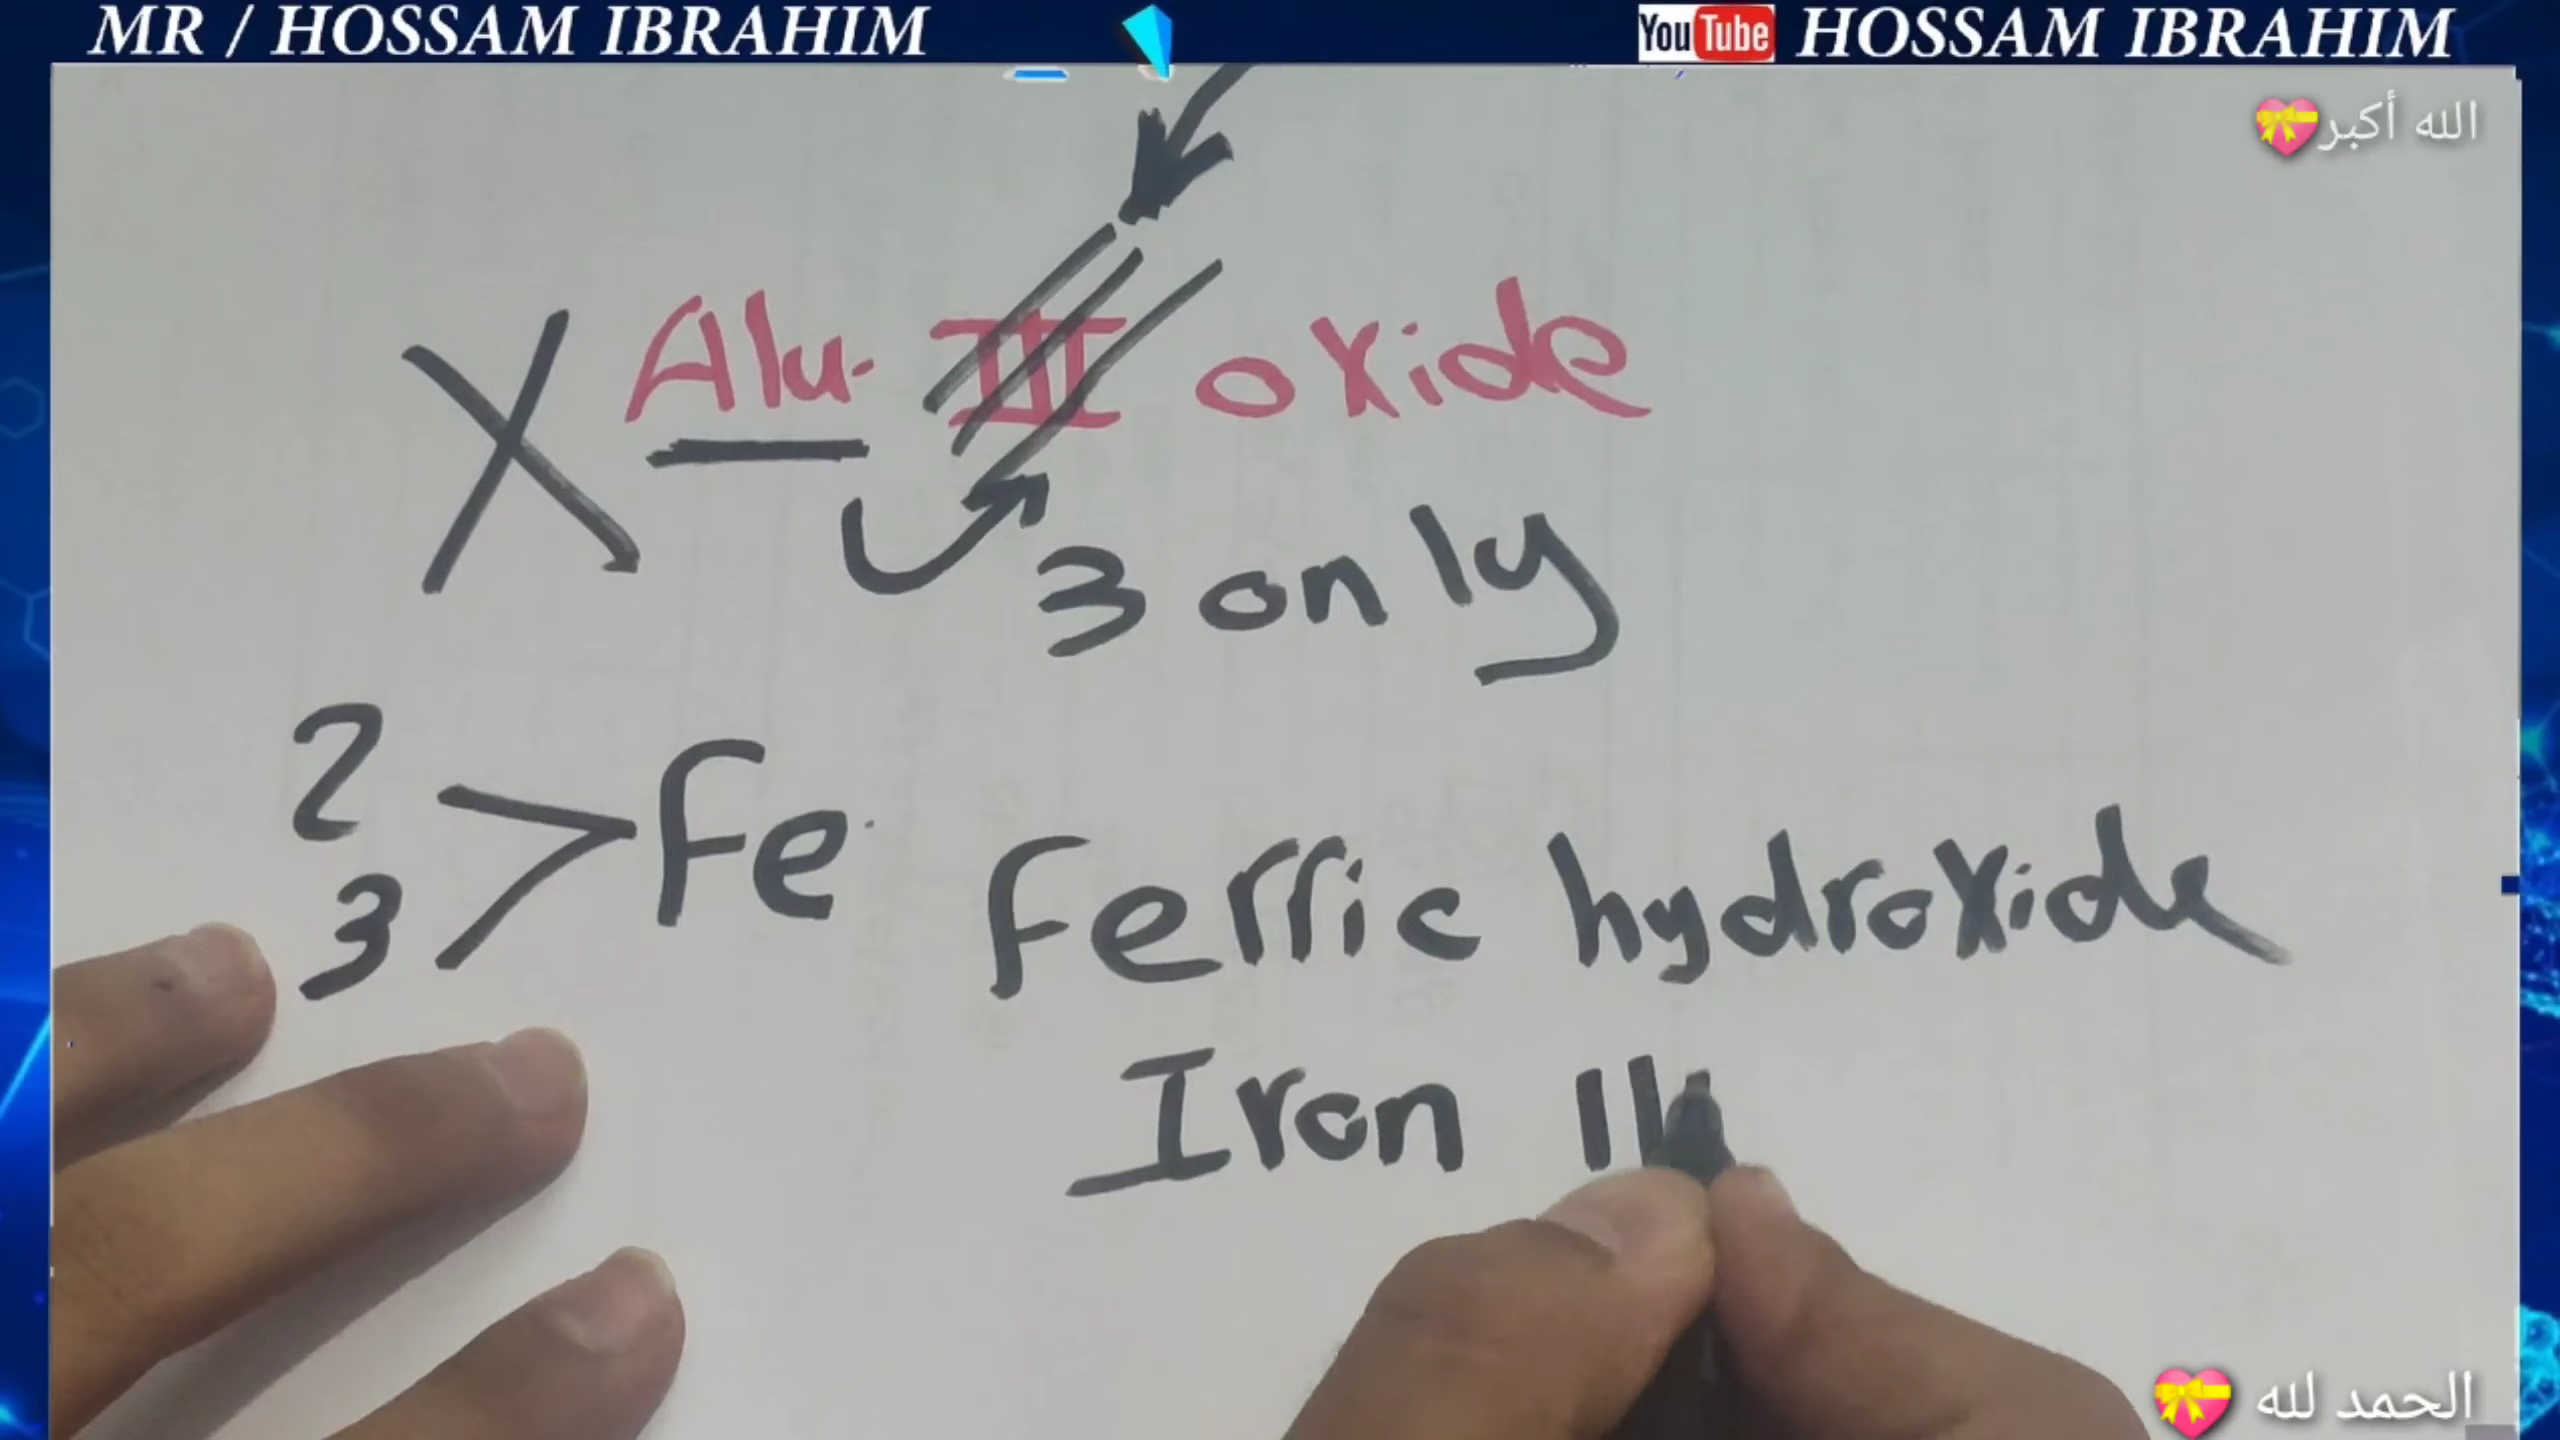 MR / HOSSAM IBRAHIM
YouTube HOSSAM IBRAHIM
الله أكبر
X Alu. III oxide
3 only
2
3 > Fe
Ferric hydroxide
Iron II
الحمد لله